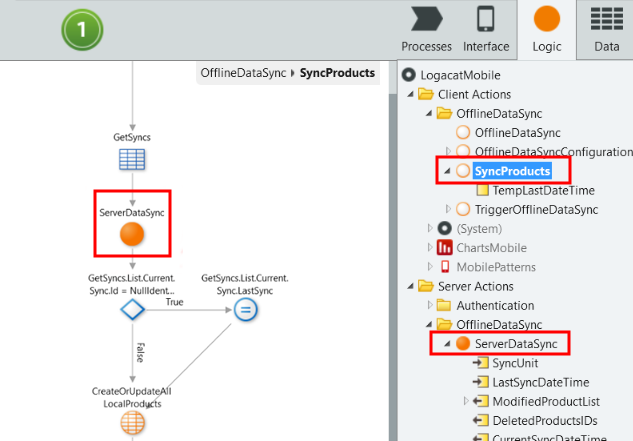 1
Processes
Interface
Logic
Data
OfflineDataSync ▸ SyncProducts
GetSyncs
ServerDataSync
GetSyncs.List.Current.
Sync.Id = NullIdent...
GetSyncs.List.Current.
Sync.LastSync
True
False
CreateOrUpdateAll
LocalProducts
LogacatMobile
Client Actions
OfflineDataSync
OfflineDataSync
OfflineDataSyncConfiguration
SyncProducts
TempLastDateTime
TriggerOfflineDataSync
(System)
ChartsMobile
MobilePatterns
Server Actions
Authentication
OfflineDataSync
ServerDataSync
SyncUnit
LastSyncDateTime
ModifiedProductList
DeletedProductsIDs
CurrentSyncDateTime